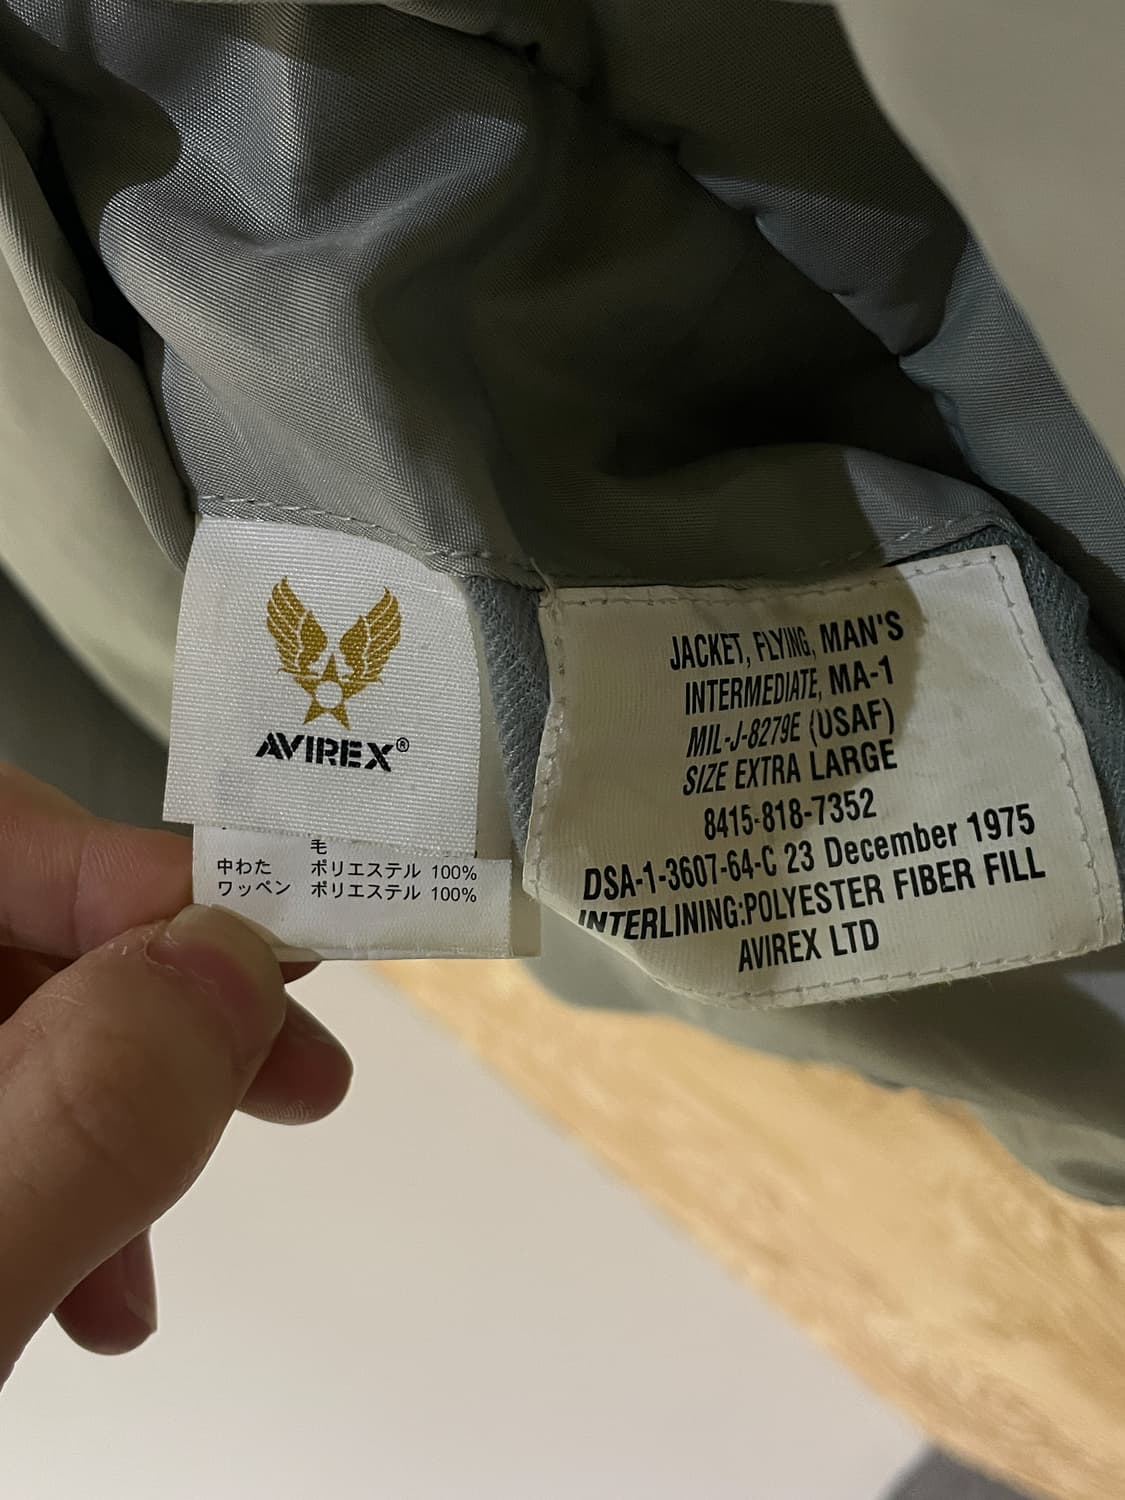 AVIREX®
毛
中わた ポリエステル 100%
ワッペン ポリエステル 100%
JACKET, FLYING, MAN'S
INTERMEDIATE, MA-1
MIL-J-8279E (USAF)
SIZE EXTRA LARGE
8415-818-7352
DSA-1-3607-64-C 23 December 1975
INTERLINING:POLYESTER FIBER FILL
AVIREX LTD